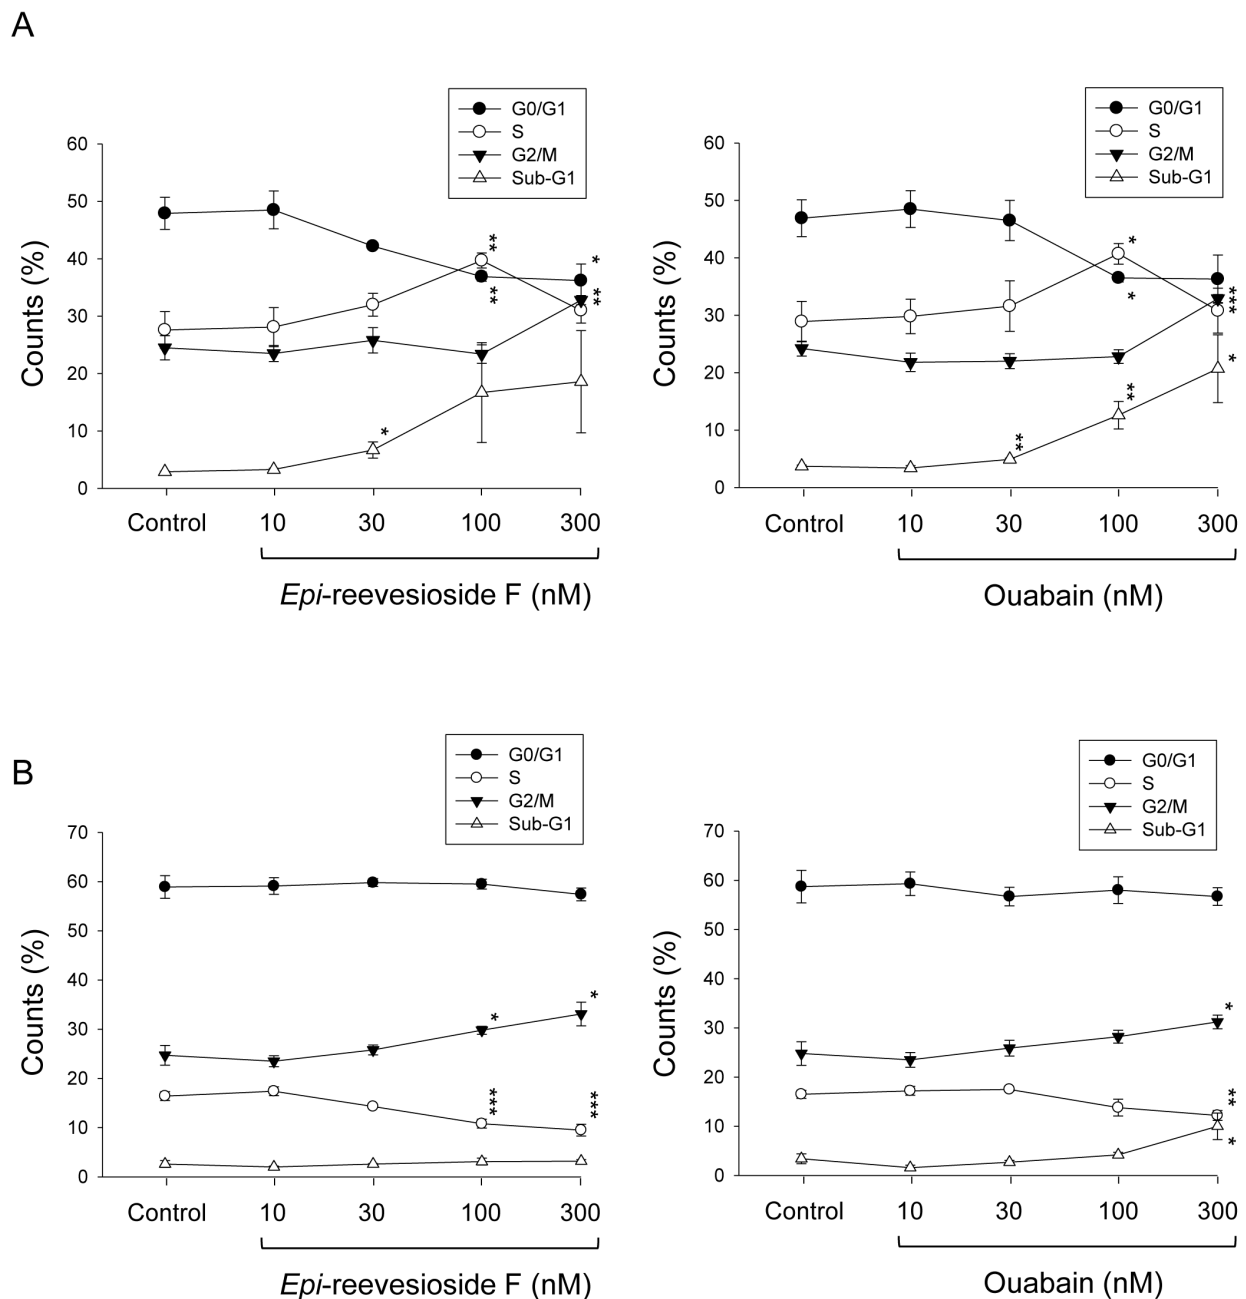 A
G0/G1
S
G2/M
Sub-G1
60
50
40
30
20
10
0
Counts (%)
**
**
*
**
*
Control 10 30 100 300
Epi-reevesioside F (nM)
G0/G1
S
G2/M
Sub-G1
60
50
40
30
20
10
0
Counts (%)
*
*
***
**
**
*
Control 10 30 100 300
Ouabain (nM)
B
G0/G1
S
G2/M
Sub-G1
70
60
50
40
30
20
10
0
Counts (%)
*
*
***
***
Control 10 30 100 300
Epi-reevesioside F (nM)
G0/G1
S
G2/M
Sub-G1
70
60
50
40
30
20
10
0
Counts (%)
*
**
*
Control 10 30 100 300
Ouabain (nM)